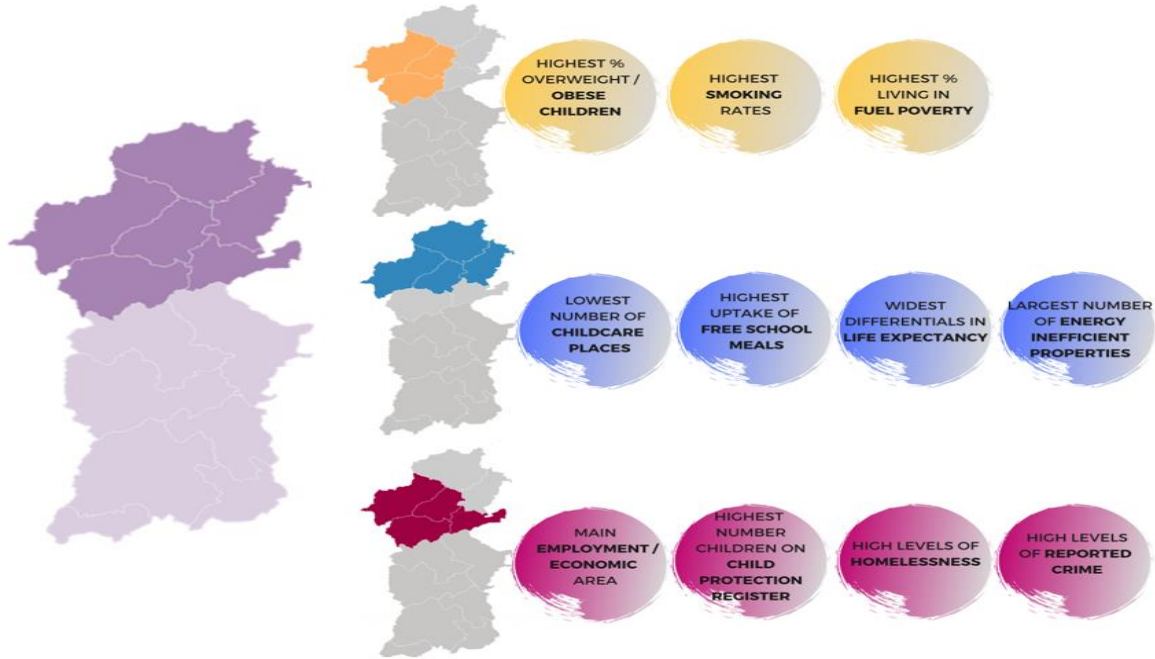 HIGHEST %
OVERWEIGHT /
OBESE
CHILDREN
HIGHEST
SMOKING
RATES
HIGHEST %
LIVING IN
FUEL POVERTY
LOWEST
NUMBER OF
CHILDCARE
PLACES
HIGHEST
UPTAKE OF
FREE SCHOOL
MEALS
WIDEST
DIFFERENTIALS IN
LIFE EXPECTANCY
LARGEST NUMBER
OF ENERGY
INEFFICIENT
PROPERTIES
MAIN
EMPLOYMENT /
ECONOMIC
AREA
HIGHEST
NUMBER
CHILDREN ON
CHILD
PROTECTION
REGISTER
HIGH LEVELS OF
HOMELESSNESS
HIGH LEVELS
OF REPORTED
CRIME